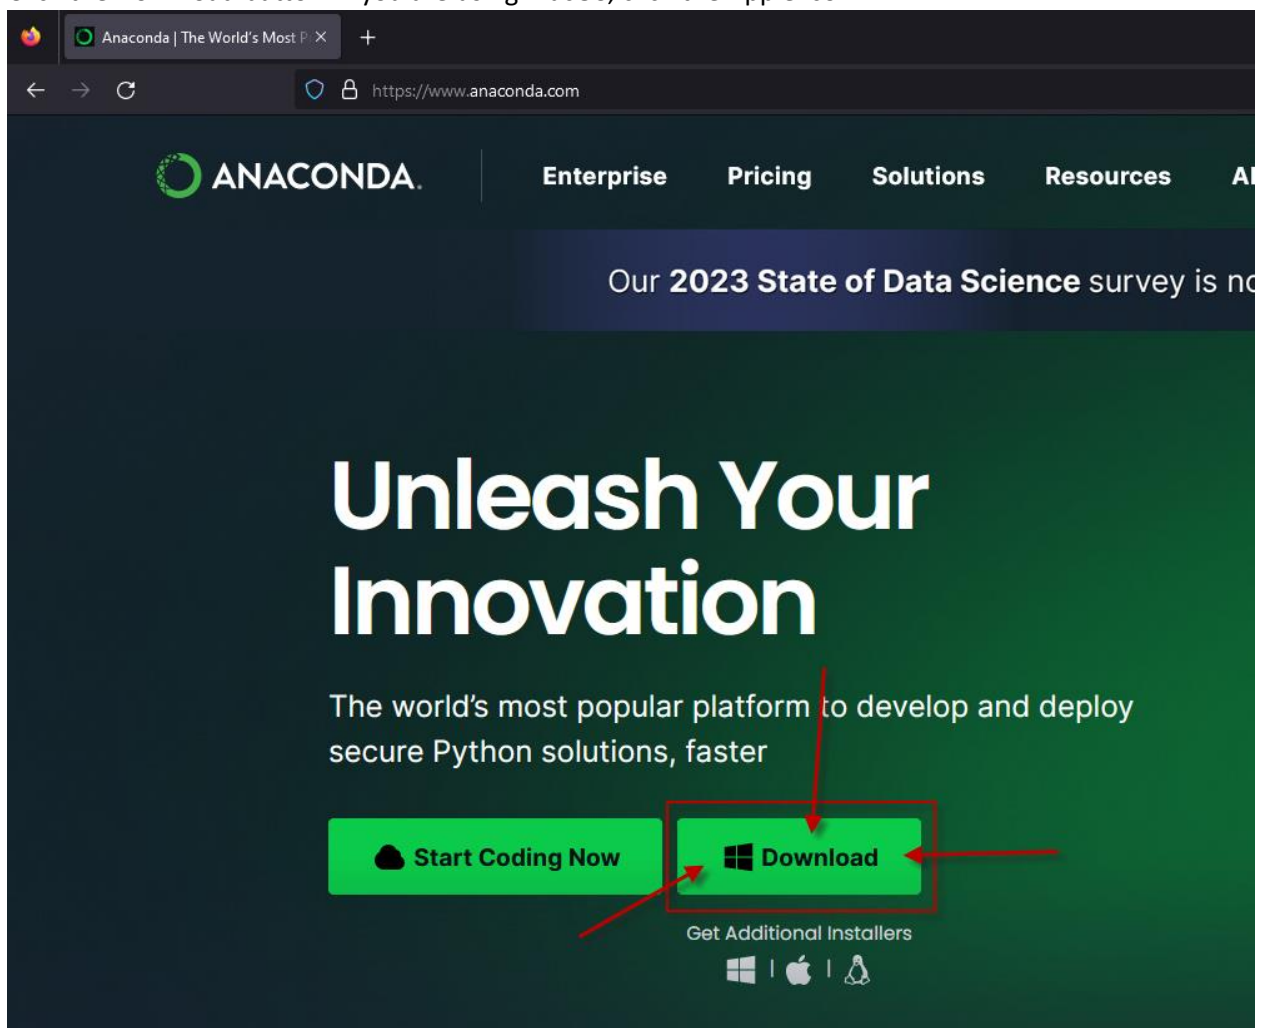 Anaconda | The World's Most P
https://www.anaconda.com
ANACONDA.
Enterprise Pricing Solutions Resources
Our 2023 State of Data Science survey is
Unleash Your
Innovation
The world's most popular platform to develop and deploy
secure Python solutions, faster
Start Coding Now Download
Get Additional Installers